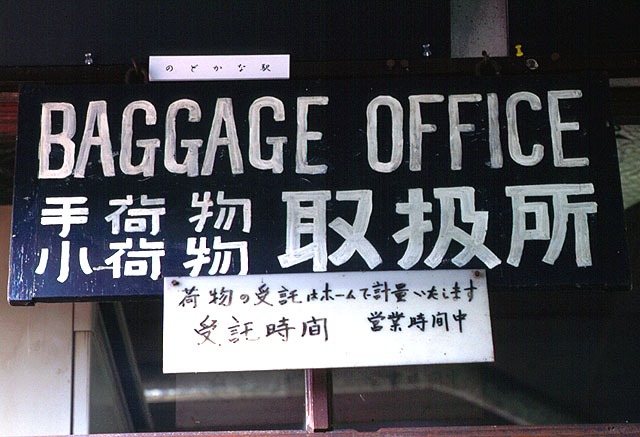 のどかな駅
BAGGAGE OFFICE
手荷物
小荷物
取扱所
荷物の受託はホームで計量いたします
受託時間 営業時間中